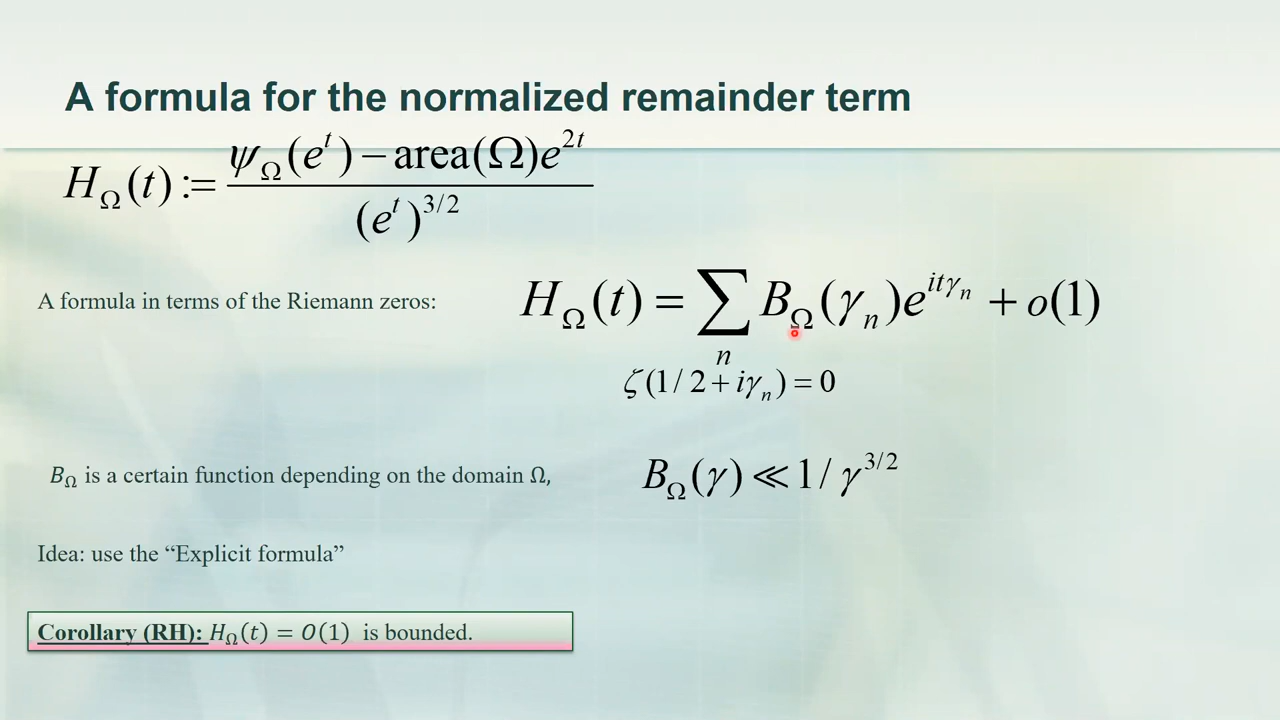 A formula for the normalized remainder term
H_Ω(t) := (ψ_Ω(e^t) − area(Ω)e^{2t}) / (e^t)^{3/2}
A formula in terms of the Riemann zeros: H_Ω(t) = ∑_n B_Ω(γ_n)e^{itγ_n} + o(1)
ζ(1/2 + iγ_n) = 0
B_Ω is a certain function depending on the domain Ω, B_Ω(γ) ≪ 1/γ^{3/2}
Idea: use the “Explicit formula”
Corollary (RH): H_Ω(t) = O(1) is bounded.